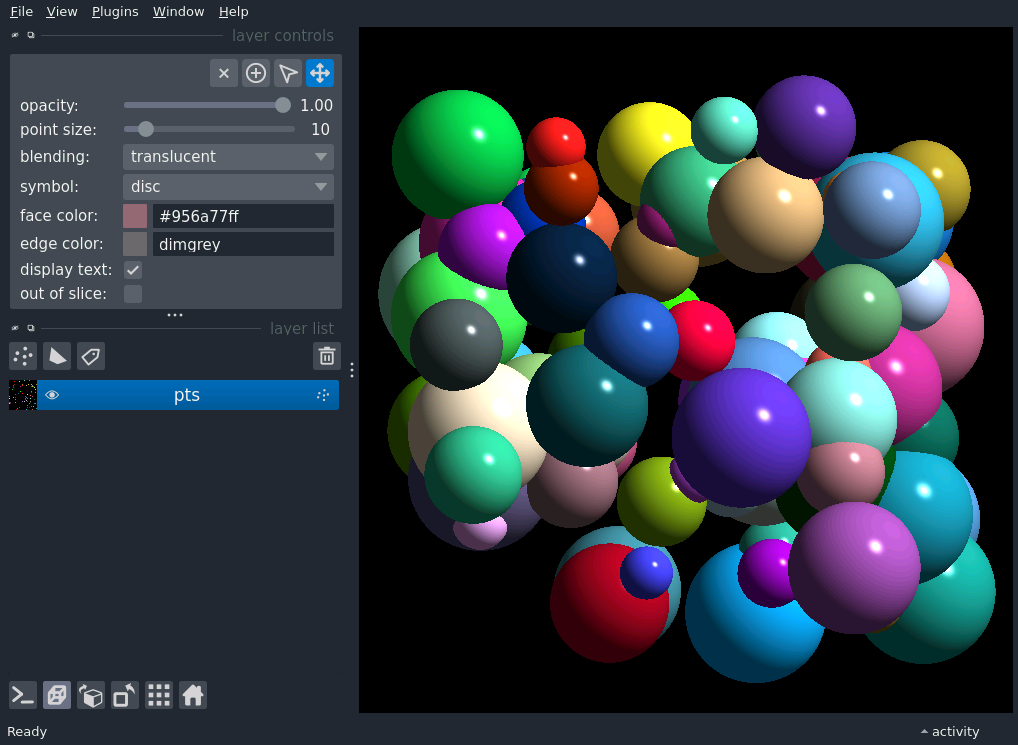 File View Plugins Window Help
layer controls
opacity: 1.00
point size: 10
blending: translucent
symbol: disc
face color: #956a77ff
edge color: dimgrey
display text:
out of slice:
layer list
pts
Ready activity